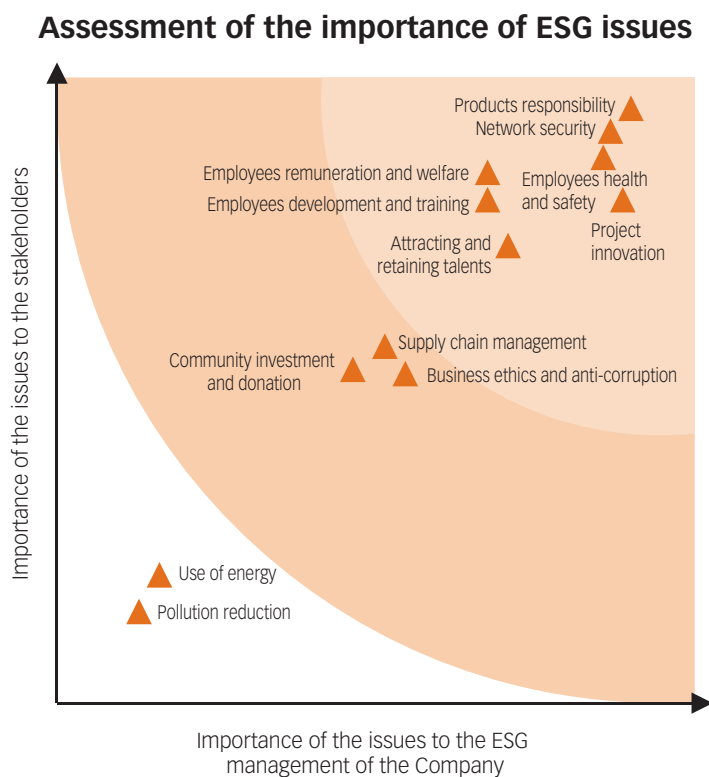 Assessment of the importance of ESG issues
Importance of the issues to the stakeholders
Products responsibility
Network security
Employees remuneration and welfare
Employees health
and safety
Employees development and training
Project
innovation
Attracting and
retaining talents
Supply chain management
Community investment
and donation
Business ethics and anti-corruption
Use of energy
Pollution reduction
Importance of the issues to the ESG
management of the Company